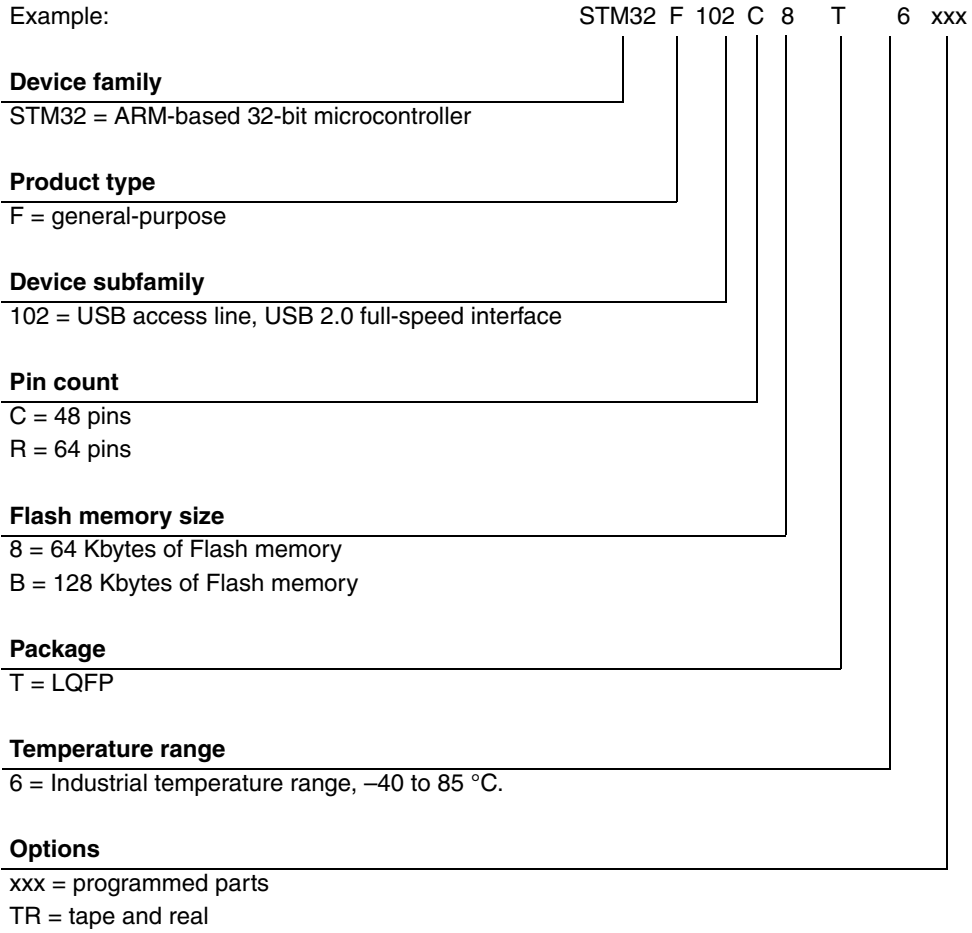 Example: STM32 F 102 C 8 T 6 xxx
Device family
STM32 = ARM-based 32-bit microcontroller
Product type
F = general-purpose
Device subfamily
102 = USB access line, USB 2.0 full-speed interface
Pin count
C = 48 pins
R = 64 pins
Flash memory size
8 = 64 Kbytes of Flash memory
B = 128 Kbytes of Flash memory
Package
T = LQFP
Temperature range
6 = Industrial temperature range, –40 to 85 °C.
Options
xxx = programmed parts
TR = tape and real